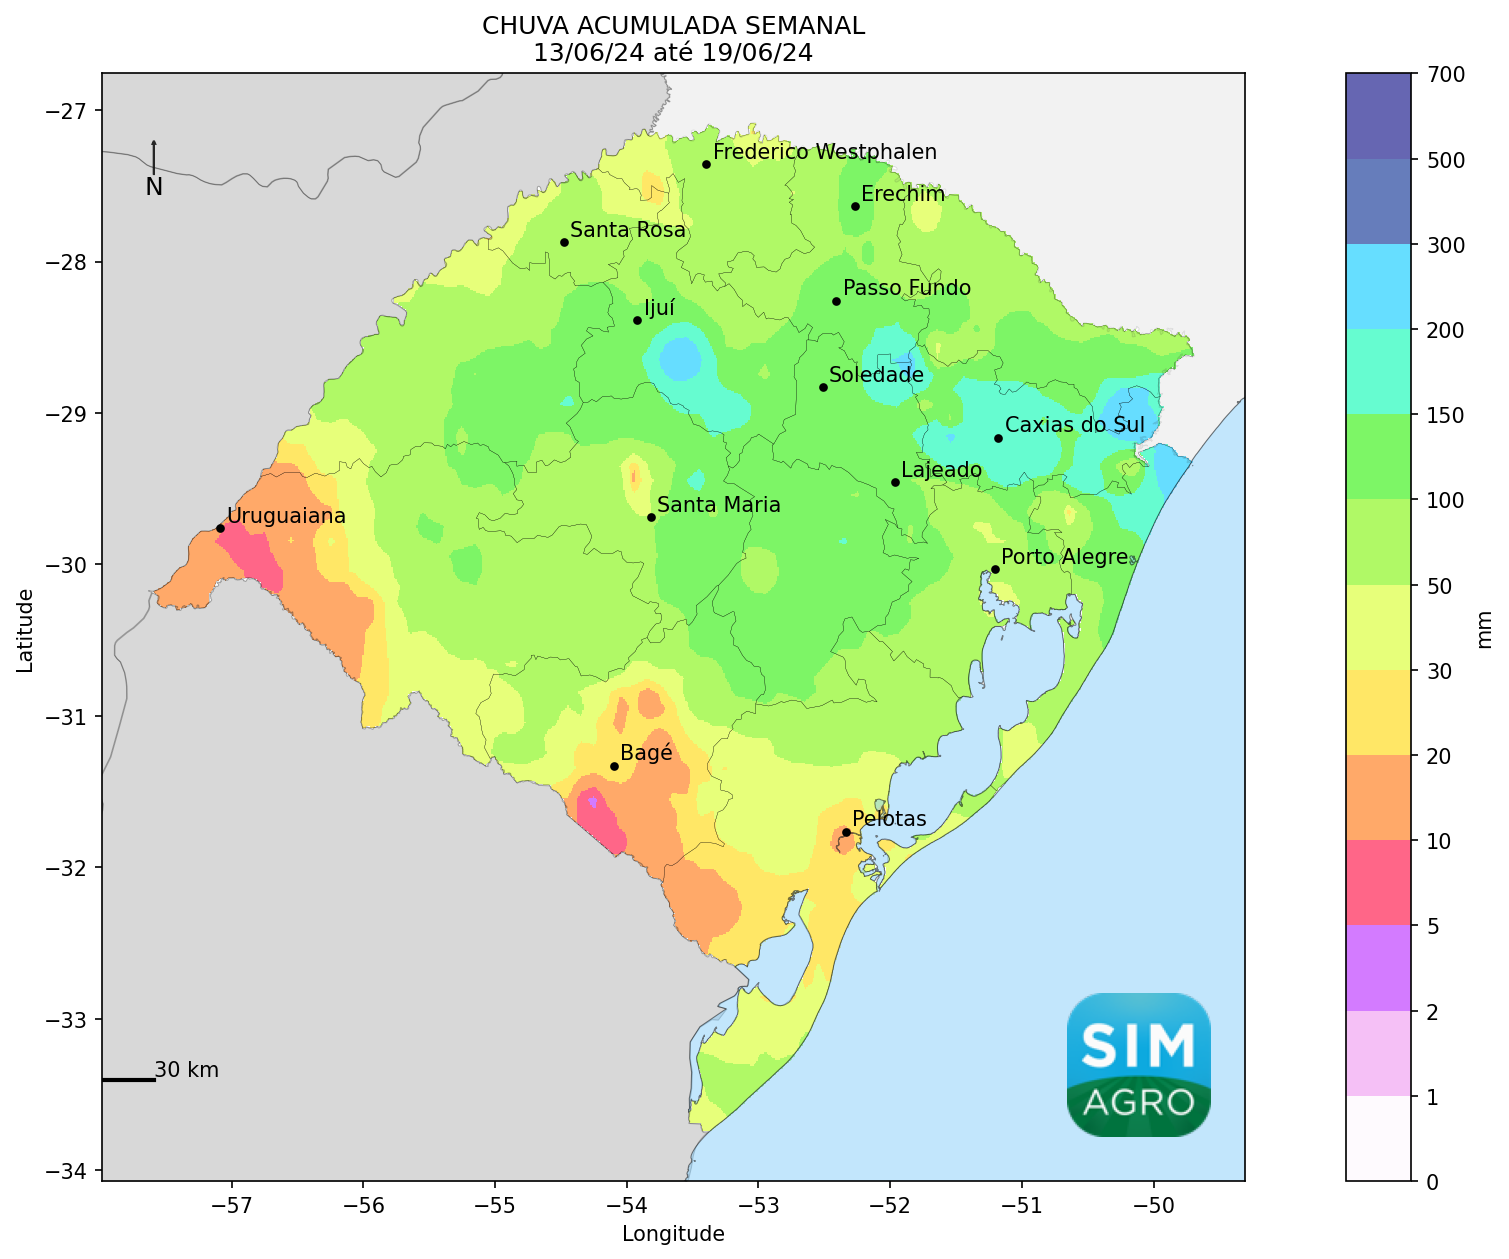 CHUVA ACUMULADA SEMANAL
13/06/24 até 19/06/24
−27
−28
−29
−30
−31
−32
−33
−34
Latitude
N
Frederico Westphalen
Erechim
Santa Rosa
Passo Fundo
Ijuí
Soledade
Caxias do Sul
Lajeado
Santa Maria
Uruguaiana
Porto Alegre
Bagé
Pelotas
30 km
SIM
AGRO
−57
−56
−55
−54
−53
−52
−51
−50
Longitude
700
500
300
200
150
100
50
30
20
10
5
2
1
0
mm